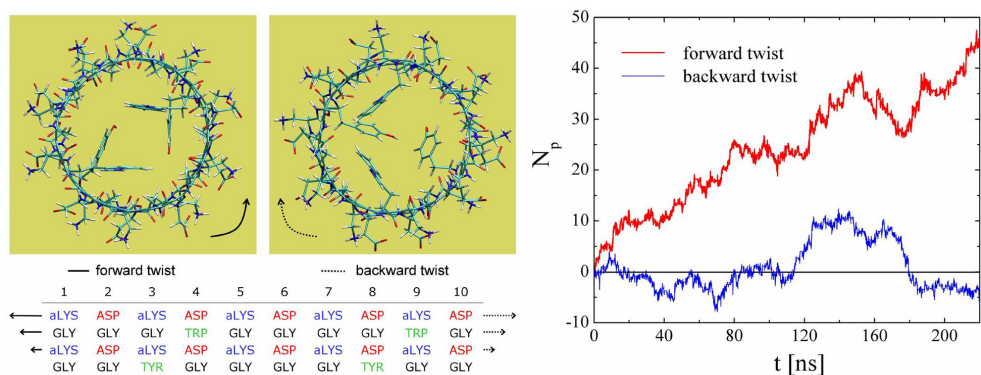 forward twist
backward twist
1 2 3 4 5 6 7 8 9 10
aLYS ASP aLYS ASP aLYS ASP aLYS ASP aLYS ASP
GLY GLY GLY TRP GLY GLY GLY GLY TRP GLY
aLYS ASP aLYS ASP aLYS ASP aLYS ASP aLYS ASP
GLY GLY TYR GLY GLY GLY GLY TYR GLY GLY
50
40
30
20
10
0
-10
Np
forward twist
backward twist
0 40 80 120 160 200
t [ns]